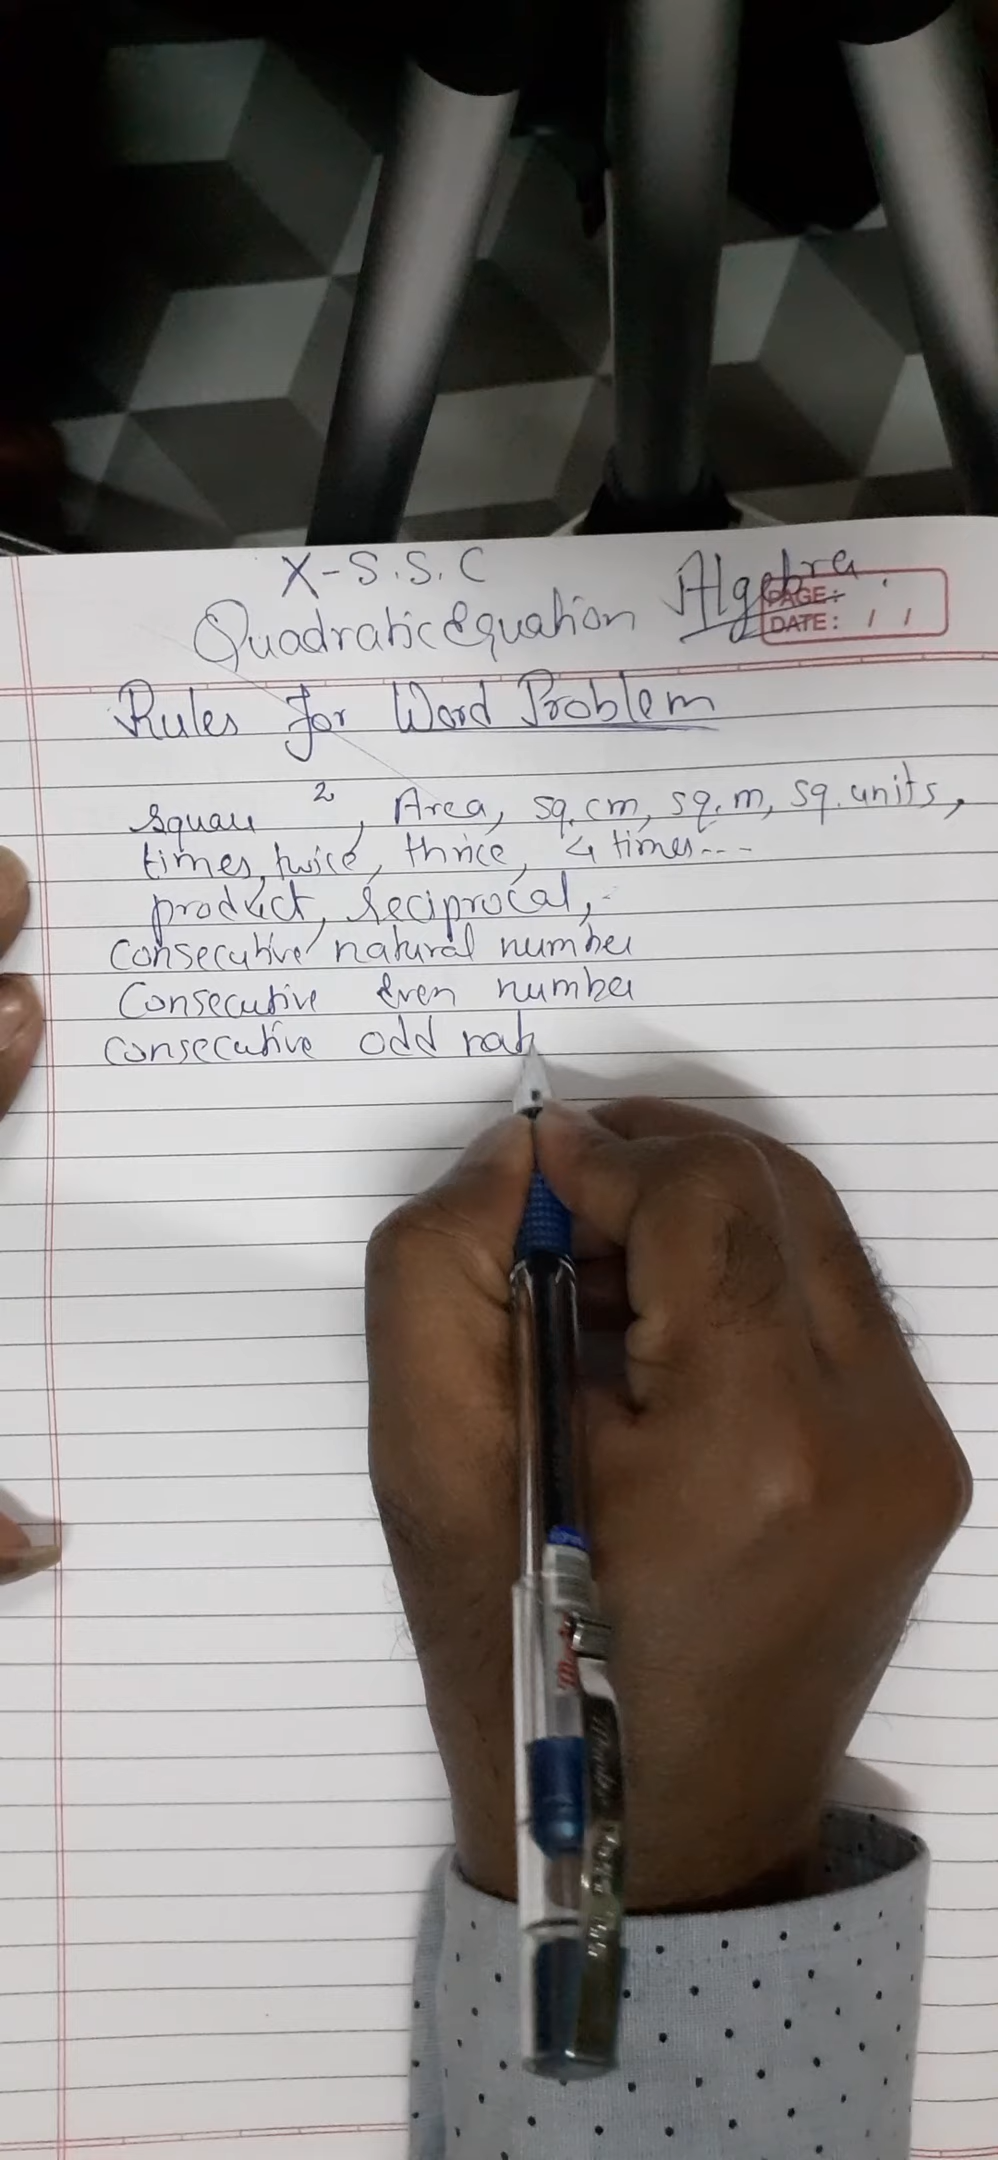 X-S.S.C
Quadratic Equation Algebra
PAGE:
DATE: / /
Rules for Word Problem
square ², Area, sq.cm, sq.m, sq.units,
times, twice, thrice, 4 times...
product, reciprocal,
consecutive natural number
Consecutive even number
consecutive odd nat